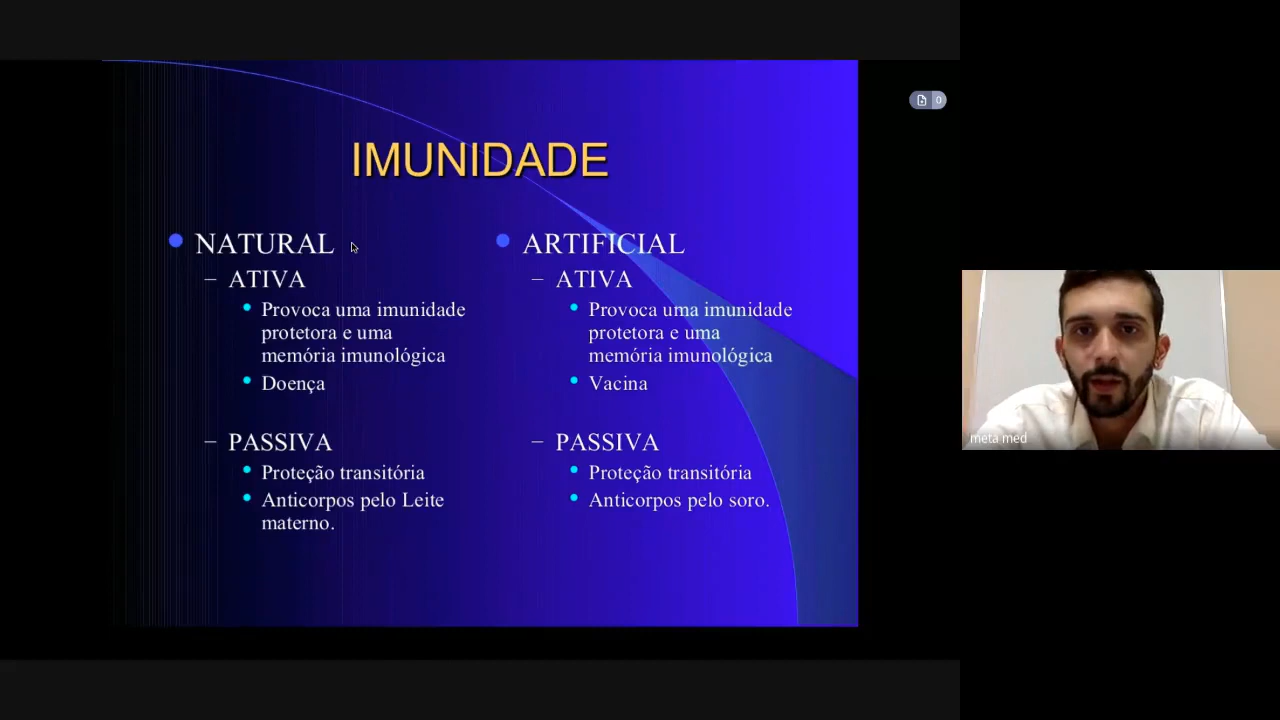 IMUNIDADE
NATURAL
– ATIVA
Provoca uma imunidade
protetora e uma
memória imunológica
Doença
– PASSIVA
Proteção transitória
Anticorpos pelo Leite
materno.
ARTIFICIAL
– ATIVA
Provoca uma imunidade
protetora e uma
memória imunológica
Vacina
– PASSIVA
Proteção transitória
Anticorpos pelo soro.
0
meta med